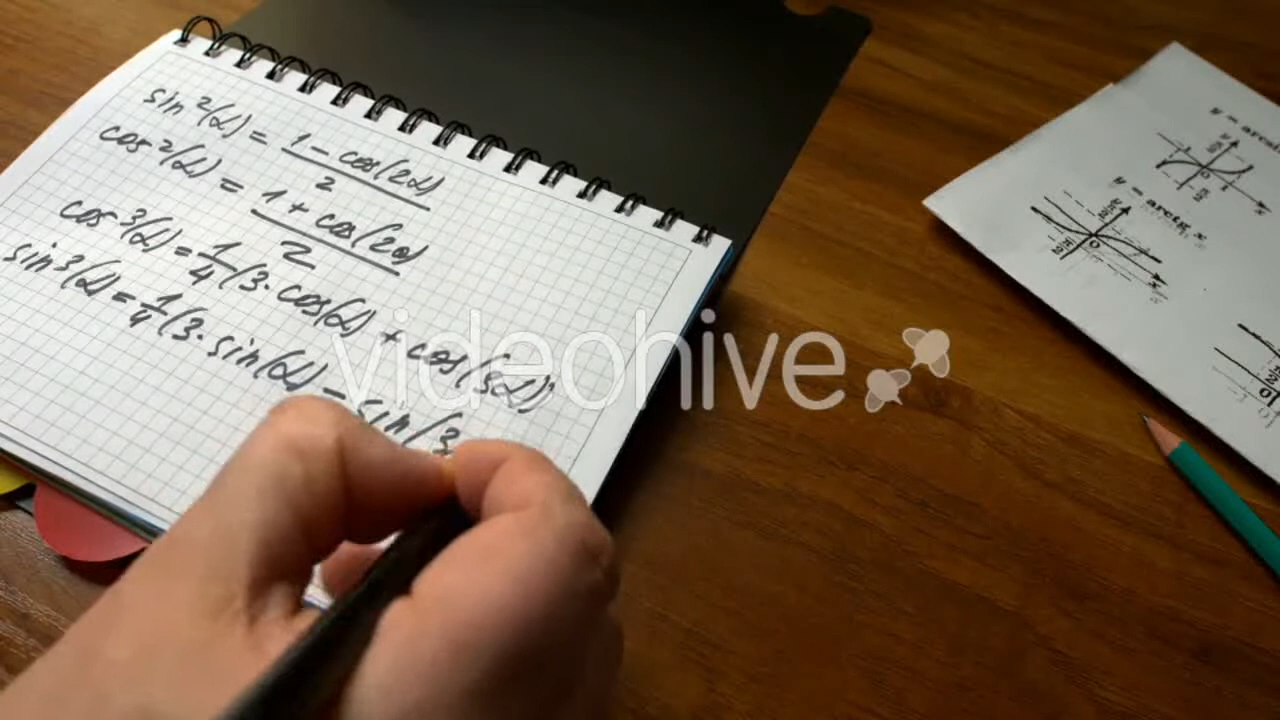 sin²(α) = 1 - cos(2α) / 2
cos²(α) = 1 + cos(2α) / 2
cos³(α) = 1/4 (3·cos(α) + cos(3α))
sin³(α) = 1/4 (3·sin(α) - sin(3
videohive
y = arctg x